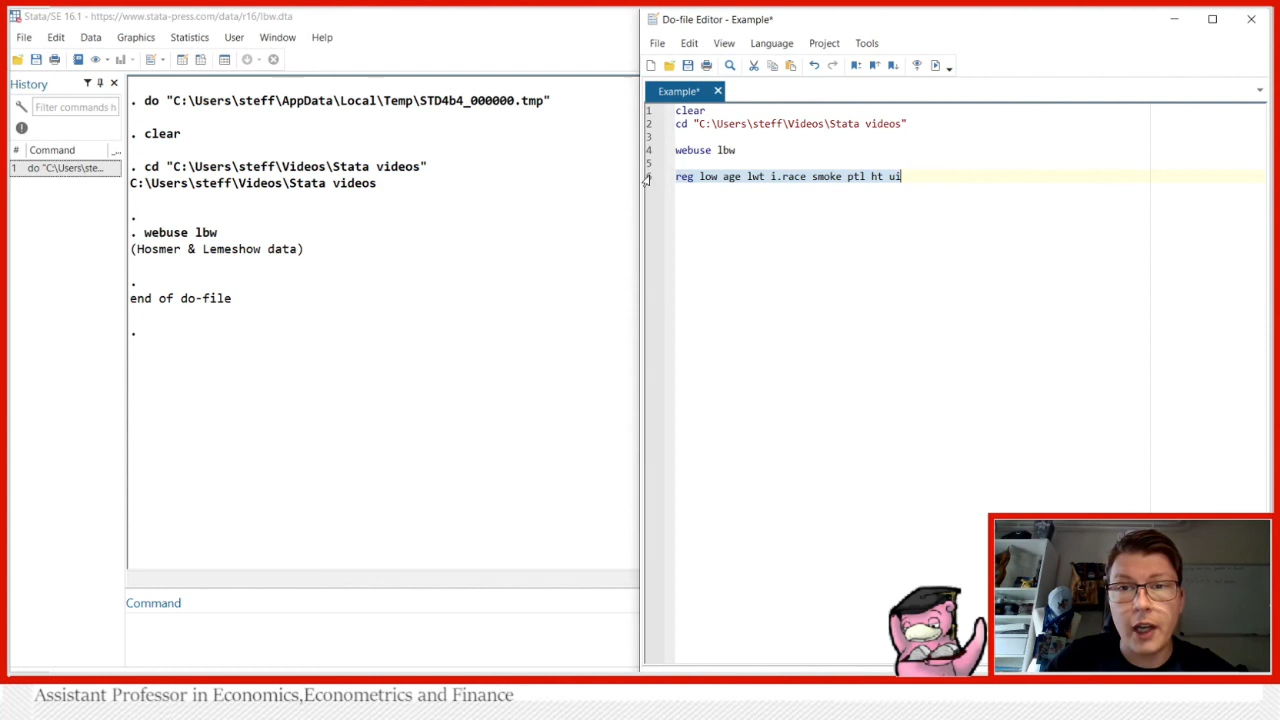 Stata/SE 16.1 - https://www.stata-press.com/data/r16/lbw.dta
File Edit Data Graphics Statistics User Window Help
History
Filter commands h
# Command
1 do "C:\Users\ste...
. do "C:\Users\steff\AppData\Local\Temp\STD4b4_000000.tmp"
. clear
. cd "C:\Users\steff\Videos\Stata videos"
C:\Users\steff\Videos\Stata videos
.
. webuse lbw
(Hosmer & Lemeshow data)
.
end of do-file
.
Command
Do-file Editor - Example*
File Edit View Language Project Tools
Example*
1 clear
2 cd "C:\Users\steff\Videos\Stata videos"
3
4 webuse lbw
5
reg low age lwt i.race smoke ptl ht ui
Assistant Professor in Economics,Econometrics and Finance